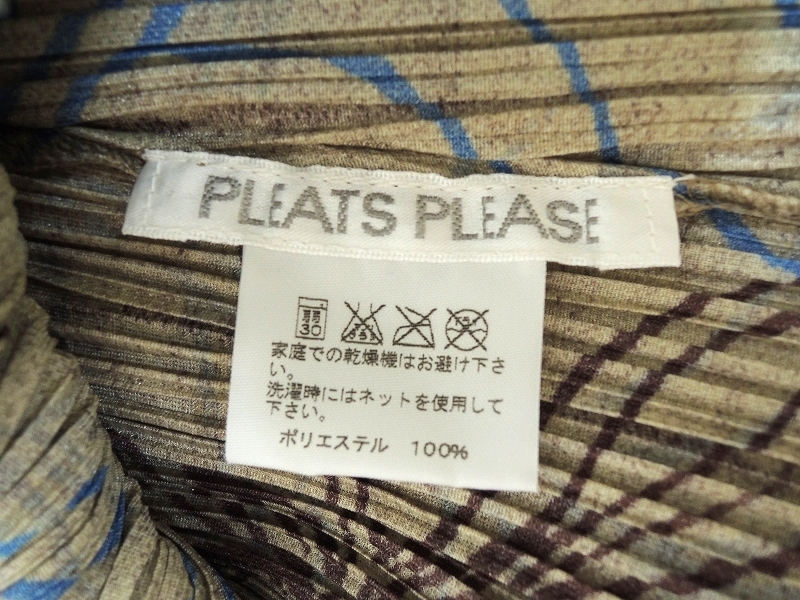 PLEATS PLEASE
弱
30
家庭での乾燥機はお避け下さ
い。
洗濯時にはネットを使用して
下さい。
ポリエステル 100%